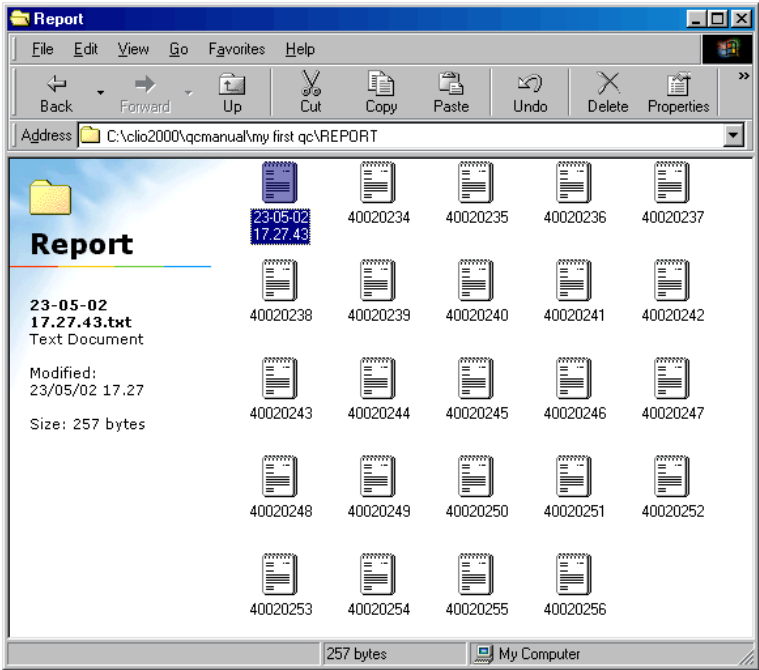 Report
File Edit View Go Favorites Help
Back Forward Up Cut Copy Paste Undo Delete Properties »
Address C:\clio2000\qcmanual\my first qc\REPORT
Report
23-05-02
17.27.43.txt
Text Document
Modified:
23/05/02 17.27
Size: 257 bytes
23-05-02
17.27.43
40020234 40020235 40020236 40020237
40020238 40020239 40020240 40020241 40020242
40020243 40020244 40020245 40020246 40020247
40020248 40020249 40020250 40020251 40020252
40020253 40020254 40020255 40020256
257 bytes My Computer